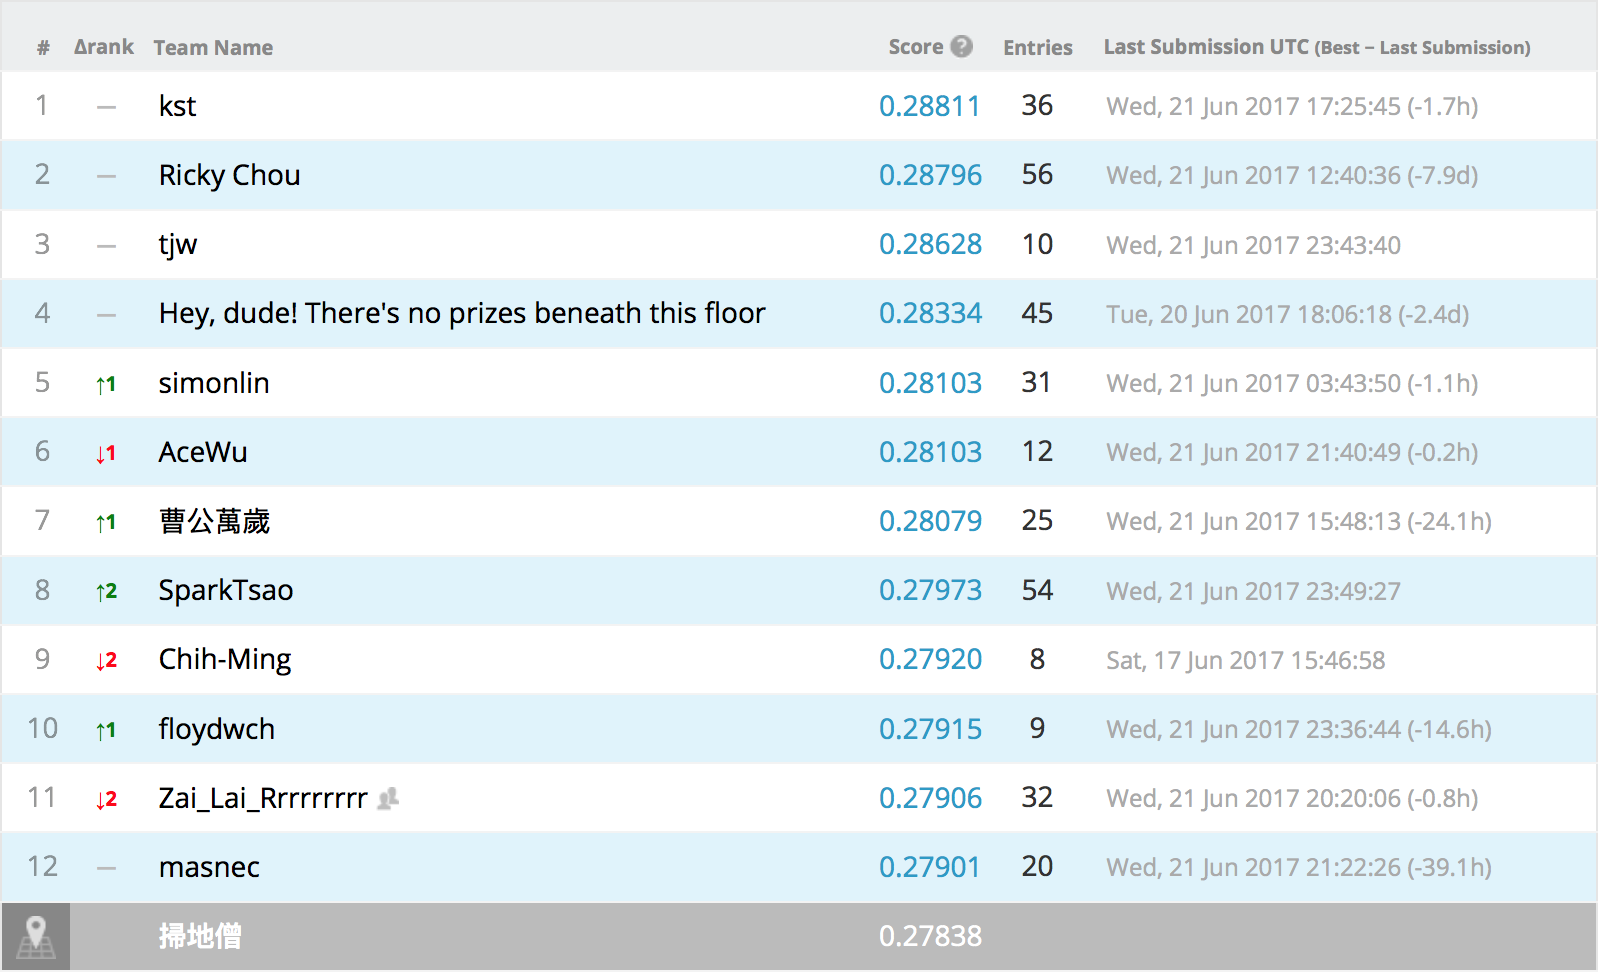 # Δrank Team Name Score ? Entries Last Submission UTC (Best − Last Submission)
1 — kst 0.28811 36 Wed, 21 Jun 2017 17:25:45 (-1.7h)
2 — Ricky Chou 0.28796 56 Wed, 21 Jun 2017 12:40:36 (-7.9d)
3 — tjw 0.28628 10 Wed, 21 Jun 2017 23:43:40
4 — Hey, dude! There's no prizes beneath this floor 0.28334 45 Tue, 20 Jun 2017 18:06:18 (-2.4d)
5 ↑1 simonlin 0.28103 31 Wed, 21 Jun 2017 03:43:50 (-1.1h)
6 ↓1 AceWu 0.28103 12 Wed, 21 Jun 2017 21:40:49 (-0.2h)
7 ↑1 曹公萬歲 0.28079 25 Wed, 21 Jun 2017 15:48:13 (-24.1h)
8 ↑2 SparkTsao 0.27973 54 Wed, 21 Jun 2017 23:49:27
9 ↓2 Chih-Ming 0.27920 8 Sat, 17 Jun 2017 15:46:58
10 ↑1 floydwch 0.27915 9 Wed, 21 Jun 2017 23:36:44 (-14.6h)
11 ↓2 Zai_Lai_Rrrrrrrrr 0.27906 32 Wed, 21 Jun 2017 20:20:06 (-0.8h)
12 — masnec 0.27901 20 Wed, 21 Jun 2017 21:22:26 (-39.1h)
掃地僧 0.27838